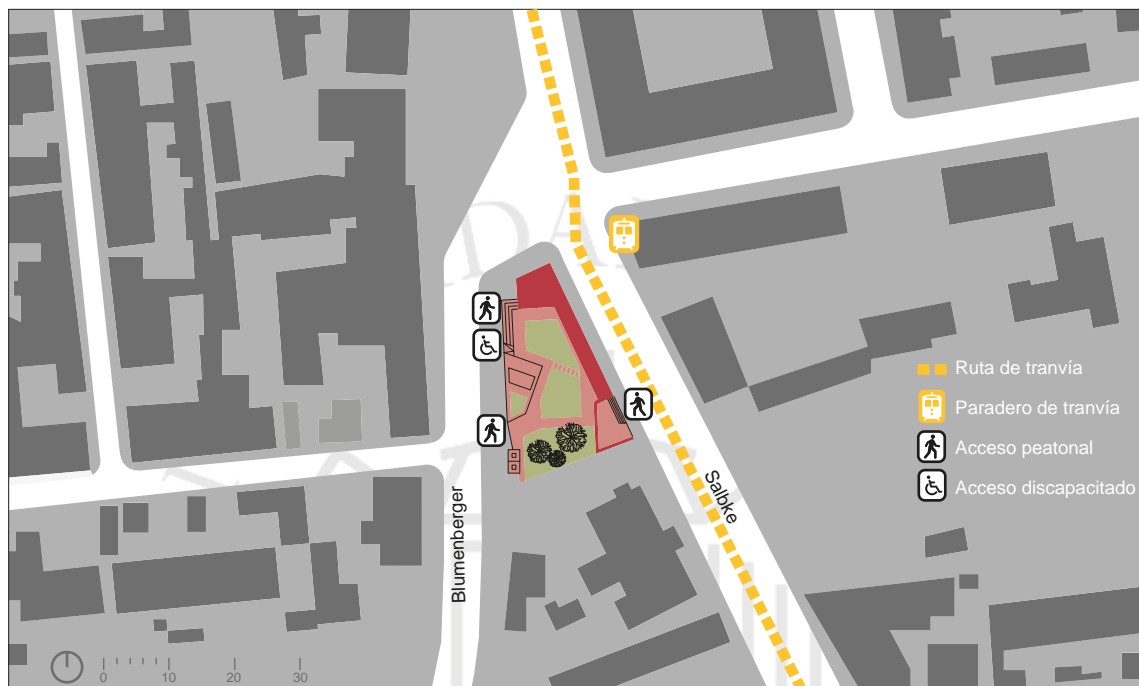 Ruta de tranvía
Paradero de tranvía
Acceso peatonal
Acceso discapacitado
Salbke
Blumenberger
0 10 20 30